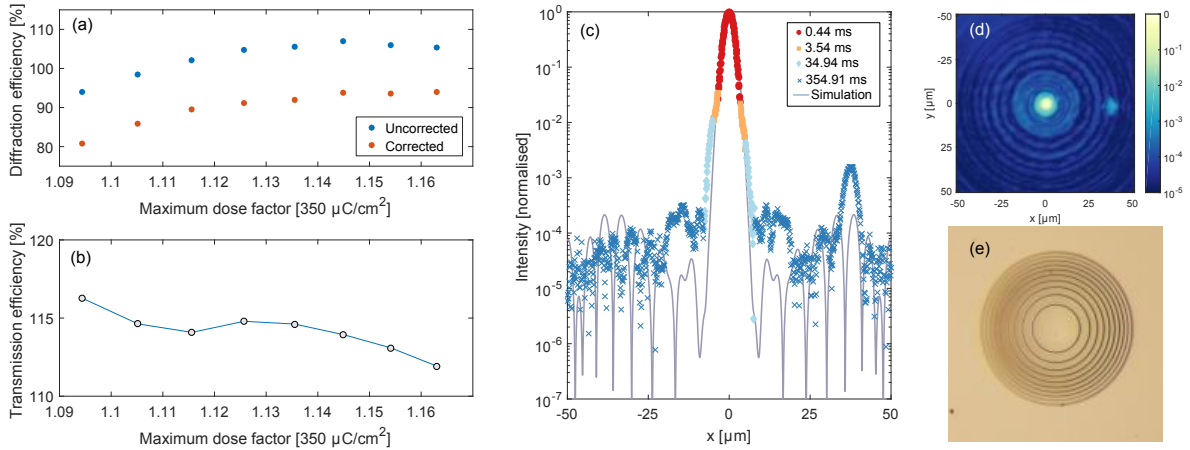 (a)
Diffraction efficiency [%]
110
100
90
80
Uncorrected
Corrected
1.09 1.1 1.11 1.12 1.13 1.14 1.15 1.16
Maximum dose factor [350 µC/cm²]
(b)
Transmission efficiency [%]
120
115
110
1.09 1.1 1.11 1.12 1.13 1.14 1.15 1.16
Maximum dose factor [350 µC/cm²]
(c)
Intensity [normalised]
10⁰
10⁻¹
10⁻²
10⁻³
10⁻⁴
10⁻⁵
10⁻⁶
10⁻⁷
0.44 ms
3.54 ms
34.94 ms
354.91 ms
Simulation
-50 -25 0 25 50
x [µm]
(d)
y [µm]
-50
0
50
-50 0 50
x [µm]
0
10⁻¹
10⁻²
10⁻³
10⁻⁴
10⁻⁵
(e)